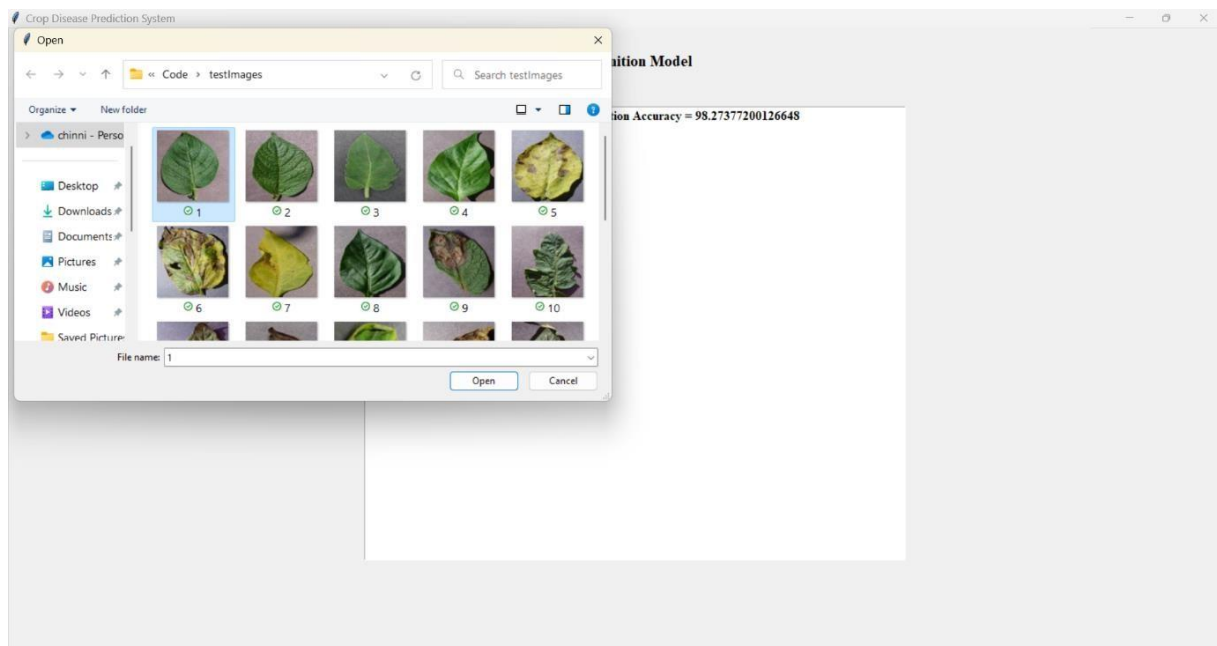 Crop Disease Prediction System
Open
nition Model
« Code > testImages
Search testImages
Organize
New folder
tion Accuracy = 98.27377200126648
chinni - Perso
Desktop
Downloads
Documents
Pictures
Music
Videos
Saved Picture
1
2
3
4
5
6
7
8
9
10
File name: 1
Open
Cancel